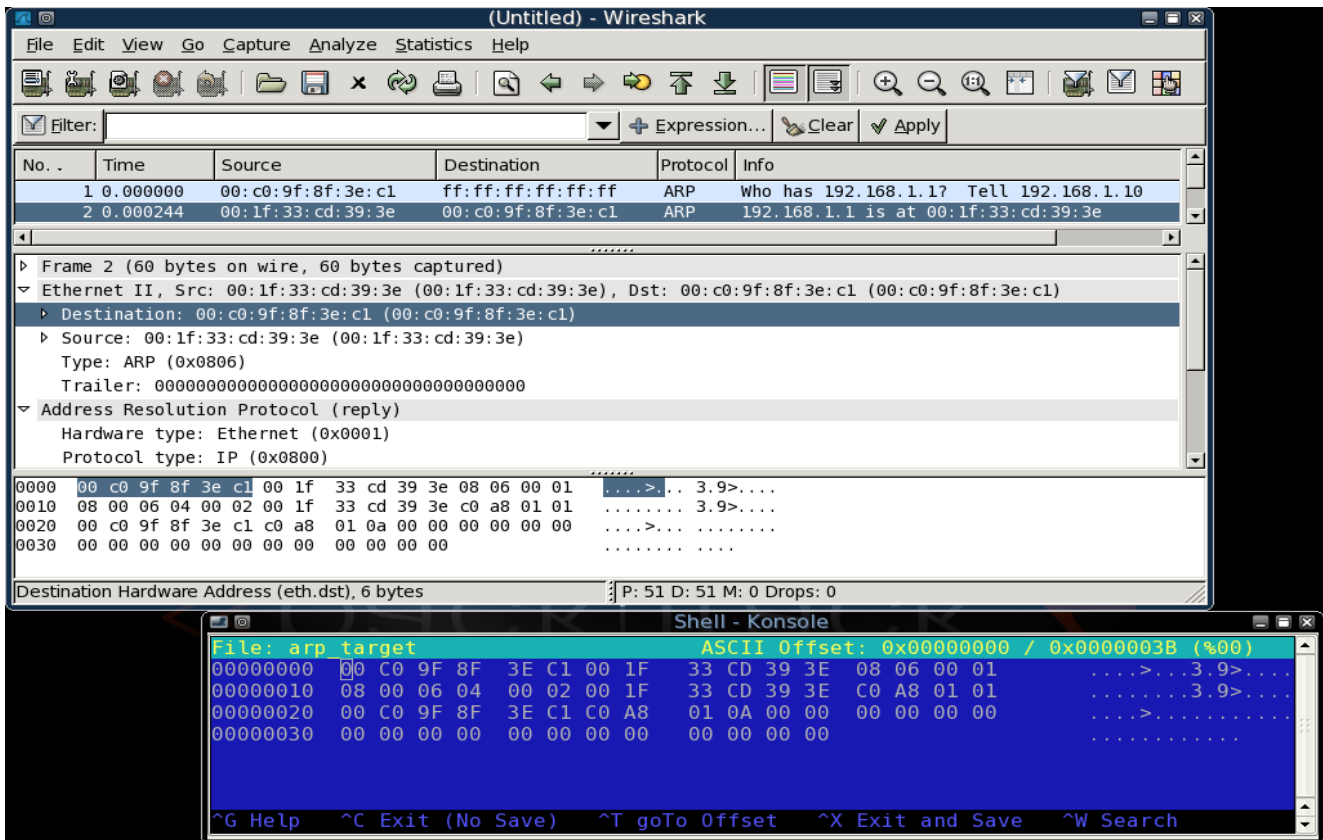 (Untitled) - Wireshark
File Edit View Go Capture Analyze Statistics Help
Filter: Expression... Clear Apply
No. . Time Source Destination Protocol Info
1 0.000000 00:c0:9f:8f:3e:c1 ff:ff:ff:ff:ff:ff ARP Who has 192.168.1.1? Tell 192.168.1.10
2 0.000244 00:1f:33:cd:39:3e 00:c0:9f:8f:3e:c1 ARP 192.168.1.1 is at 00:1f:33:cd:39:3e
Frame 2 (60 bytes on wire, 60 bytes captured)
Ethernet II, Src: 00:1f:33:cd:39:3e (00:1f:33:cd:39:3e), Dst: 00:c0:9f:8f:3e:c1 (00:c0:9f:8f:3e:c1)
Destination: 00:c0:9f:8f:3e:c1 (00:c0:9f:8f:3e:c1)
Source: 00:1f:33:cd:39:3e (00:1f:33:cd:39:3e)
Type: ARP (0x0806)
Trailer: 000000000000000000000000000000000000
Address Resolution Protocol (reply)
Hardware type: Ethernet (0x0001)
Protocol type: IP (0x0800)
0000 00 c0 9f 8f 3e c1 00 1f 33 cd 39 3e 08 06 00 01 ....>... 3.9>....
0010 08 00 06 04 00 02 00 1f 33 cd 39 3e c0 a8 01 01 ........ 3.9>....
0020 00 c0 9f 8f 3e c1 c0 a8 01 0a 00 00 00 00 00 00 ....>... ........
0030 00 00 00 00 00 00 00 00 00 00 00 00 ........ ....
Destination Hardware Address (eth.dst), 6 bytes P: 51 D: 51 M: 0 Drops: 0
Shell - Konsole
File: arp_target ASCII Offset: 0x00000000 / 0x0000003B (%00)
00000000 00 C0 9F 8F 3E C1 00 1F 33 CD 39 3E 08 06 00 01 ....>...3.9>....
00000010 08 00 06 04 00 02 00 1F 33 CD 39 3E C0 A8 01 01 ........3.9>....
00000020 00 C0 9F 8F 3E C1 C0 A8 01 0A 00 00 00 00 00 00 ....>...........
00000030 00 00 00 00 00 00 00 00 00 00 00 00 ............
^G Help ^C Exit (No Save) ^T goTo Offset ^X Exit and Save ^W Search